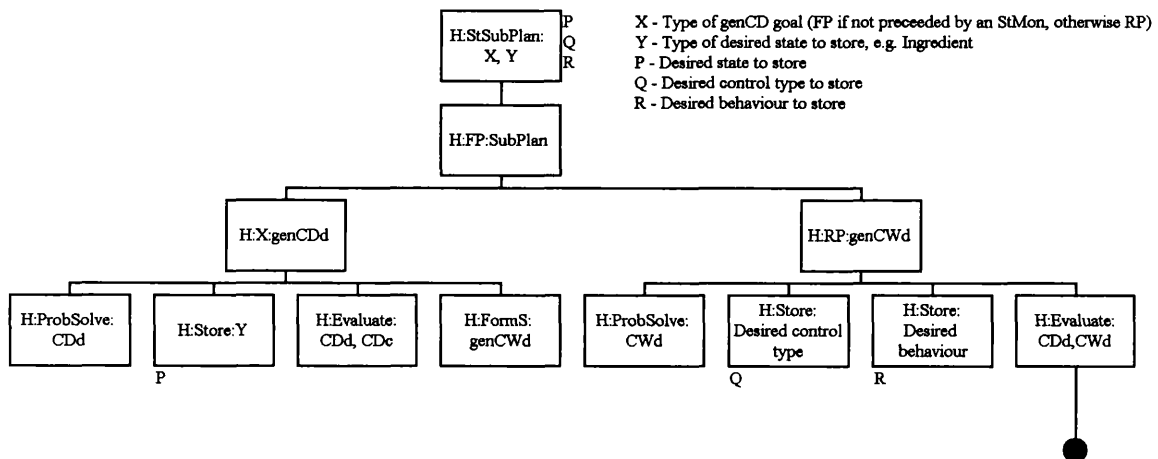 H:StSubPlan:
X, Y
P
Q
R
X - Type of genCD goal (FP if not preceeded by an StMon, otherwise RP)
Y - Type of desired state to store, e.g. Ingredient
P - Desired state to store
Q - Desired control type to store
R - Desired behaviour to store
H:FP:SubPlan
H:X:genCDd
H:RP:genCWd
H:ProbSolve:
CDd
H:Store:Y
P
H:Evaluate:
CDd, CDc
H:FormS:
genCWd
H:ProbSolve:
CWd
H:Store:
Desired control
type
Q
H:Store:
Desired
behaviour
R
H:Evaluate:
CDd,CWd